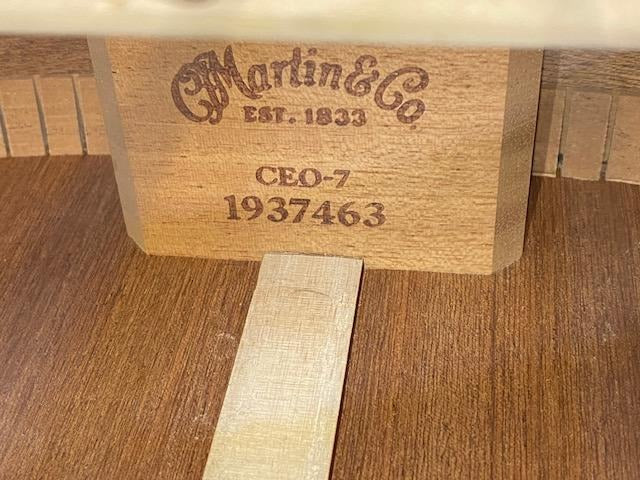 CFMartin & Co.
EST. 1833
CEO-7
1937463